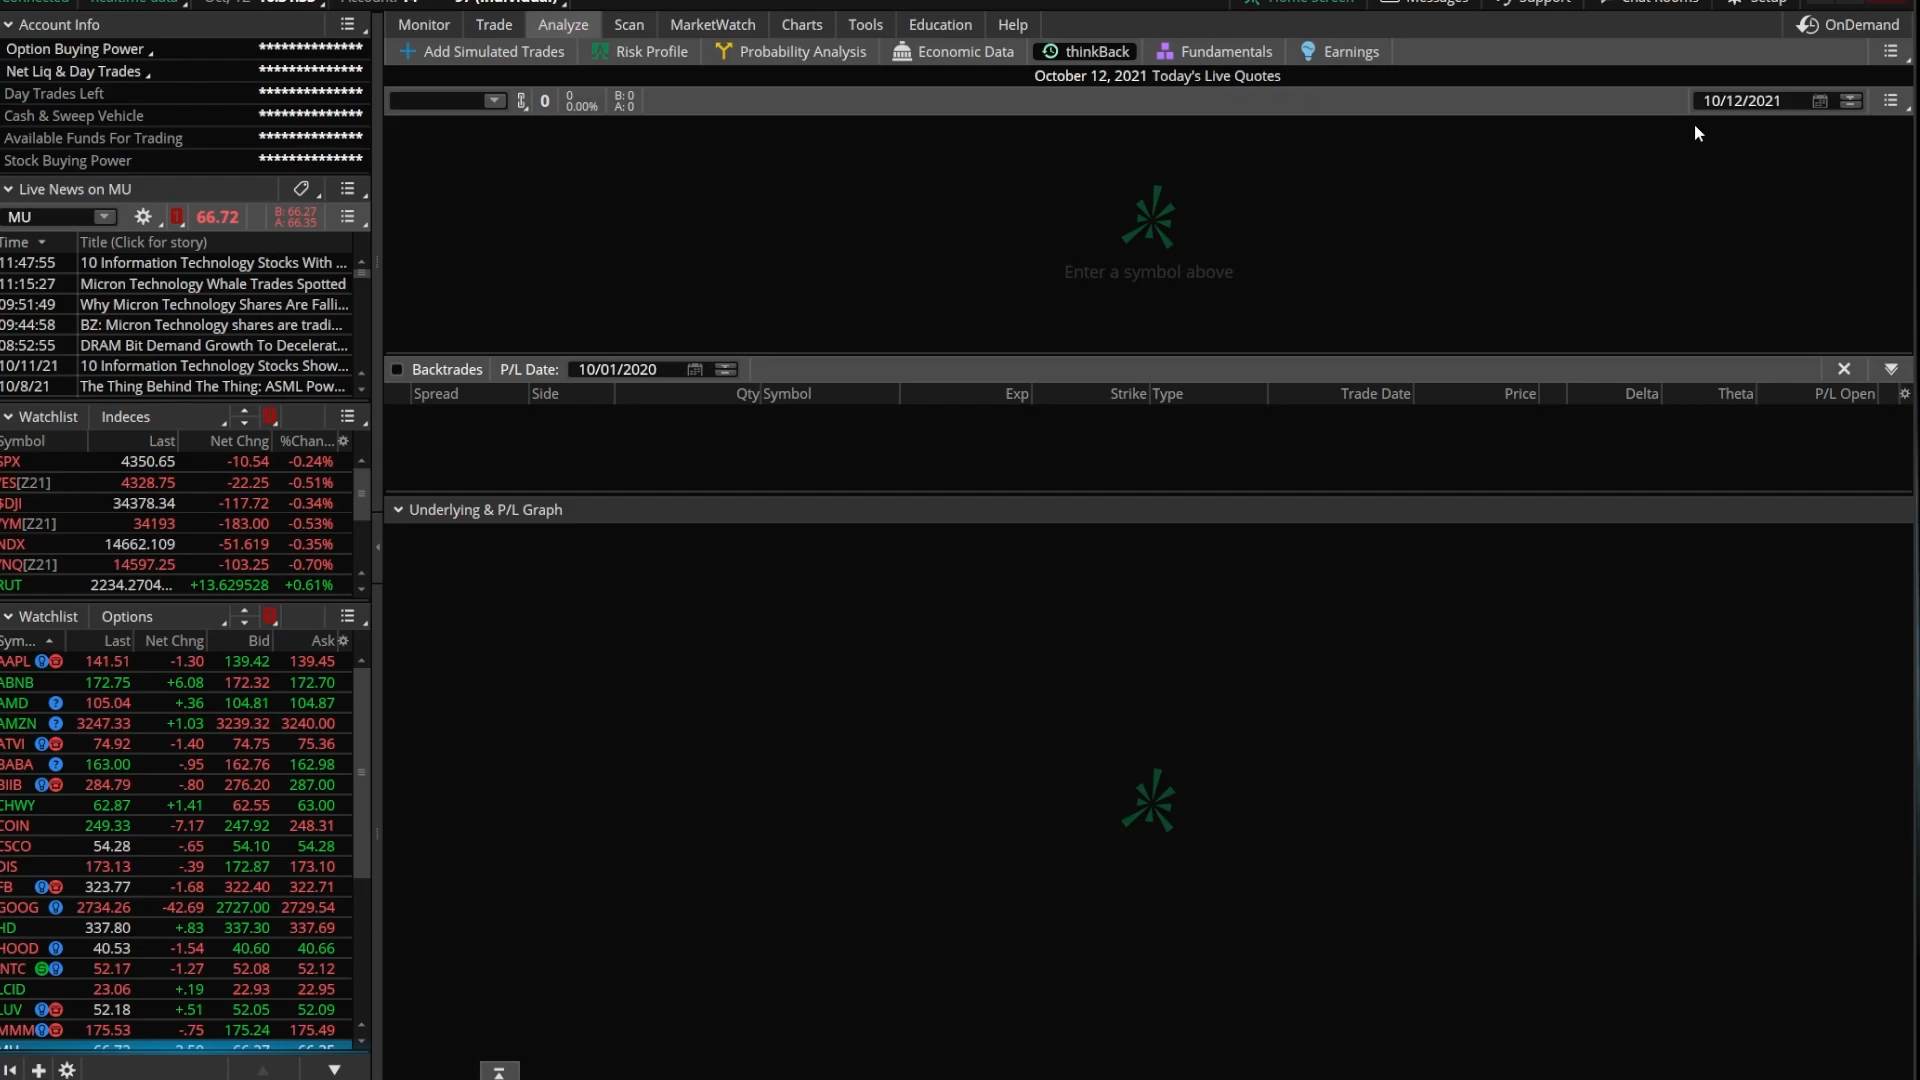 Account Info
Option Buying Power **************
Net Liq & Day Trades **************
Day Trades Left **************
Cash & Sweep Vehicle **************
Available Funds For Trading **************
Stock Buying Power **************
Live News on MU
MU 1 66.72 B: 66.27
A: 66.35
Time Title (Click for story)
11:47:55 10 Information Technology Stocks With ...
11:15:27 Micron Technology Whale Trades Spotted
09:51:49 Why Micron Technology Shares Are Falli...
09:44:58 BZ: Micron Technology shares are tradi...
08:52:55 DRAM Bit Demand Growth To Decelerat...
10/11/21 10 Information Technology Stocks Show...
10/8/21 The Thing Behind The Thing: ASML Pow...
Watchlist Indeces
Symbol Last Net Chng %Chan...
SPX 4350.65 -10.54 -0.24%
/ES[Z21] 4328.75 -22.25 -0.51%
$DJI 34378.34 -117.72 -0.34%
/YM[Z21] 34193 -183.00 -0.53%
NDX 14662.109 -51.619 -0.35%
/NQ[Z21] 14597.25 -103.25 -0.70%
RUT 2234.2704... +13.629528 +0.61%
Watchlist Options
Sym... Last Net Chng Bid Ask
AAPL 141.51 -1.30 139.42 139.45
ABNB 172.75 +6.08 172.32 172.70
AMD 105.04 +.36 104.81 104.87
AMZN 3247.33 +1.03 3239.32 3240.00
ATVI 74.92 -1.40 74.75 75.36
BABA 163.00 -.95 162.76 162.98
BIIB 284.79 -.80 276.20 287.00
CHWY 62.87 +1.41 62.55 63.00
COIN 249.33 -7.17 247.92 248.31
CSCO 54.28 -.65 54.10 54.28
DIS 173.13 -.39 172.87 173.10
FB 323.77 -1.68 322.40 322.71
GOOG 2734.26 -42.69 2727.00 2729.54
HD 337.80 +.83 337.30 337.69
HOOD 40.53 -1.54 40.60 40.66
INTC 52.17 -1.27 52.08 52.12
LCID 23.06 +.19 22.93 22.95
LUV 52.18 +.51 52.05 52.09
MMM 175.53 -.75 175.24 175.49
Monitor Trade Analyze Scan MarketWatch Charts Tools Education Help OnDemand
Add Simulated Trades Risk Profile Probability Analysis Economic Data thinkBack Fundamentals Earnings
October 12, 2021 Today's Live Quotes
0 0 B: 0 10/12/2021
0.00% A: 0
Enter a symbol above
Backtrades P/L Date: 10/01/2020
Spread Side Qty Symbol Exp Strike Type Trade Date Price Delta Theta P/L Open
Underlying & P/L Graph